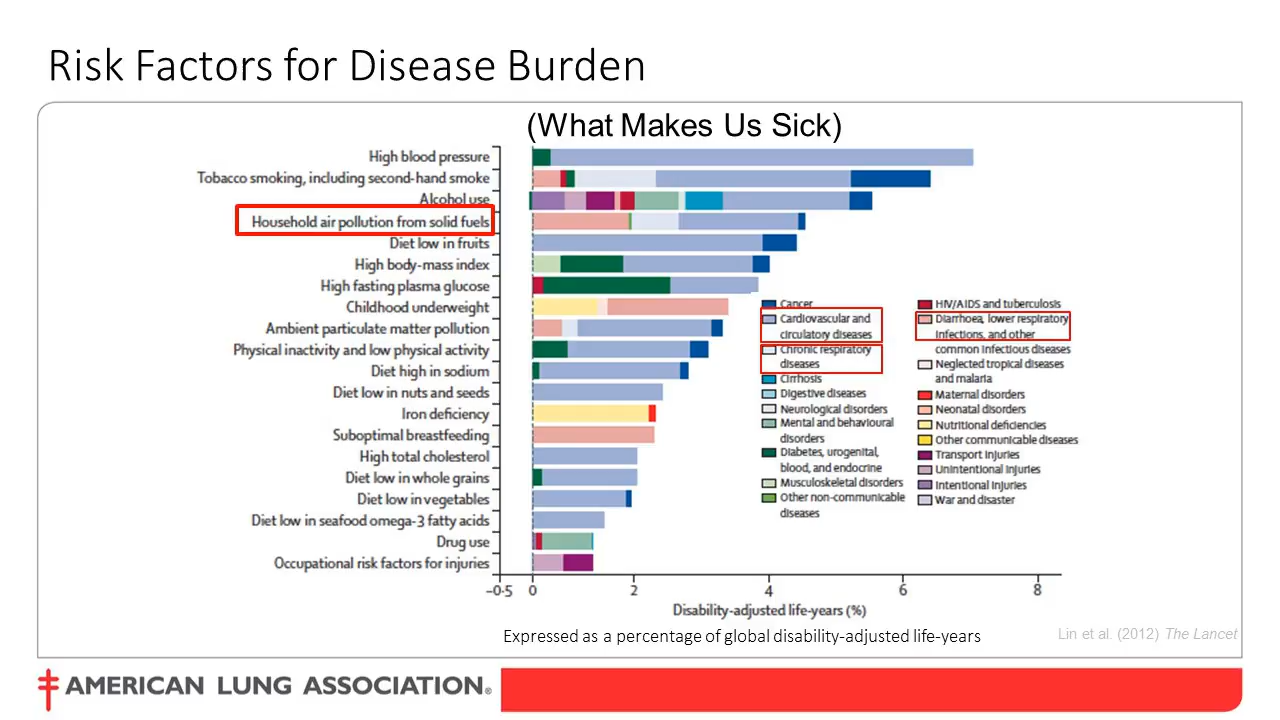 Risk Factors for Disease Burden
(What Makes Us Sick)
High blood pressure
Tobacco smoking, including second-hand smoke
Alcohol use
Household air pollution from solid fuels
Diet low in fruits
High body-mass index
High fasting plasma glucose
Childhood underweight
Ambient particulate matter pollution
Physical inactivity and low physical activity
Diet high in sodium
Diet low in nuts and seeds
Iron deficiency
Suboptimal breastfeeding
High total cholesterol
Diet low in whole grains
Diet low in vegetables
Diet low in seafood omega-3 fatty acids
Drug use
Occupational risk factors for injuries
Cancer
Cardiovascular and
circulatory diseases
Chronic respiratory
diseases
Cirrhosis
Digestive diseases
Neurological disorders
Mental and behavioural
disorders
Diabetes, urogenital,
blood, and endocrine
Musculoskeletal disorders
Other non-communicable
diseases
HIV/AIDS and tuberculosis
Diarrhoea, lower respiratory
infections, and other
common infectious diseases
Neglected tropical diseases
and malaria
Maternal disorders
Neonatal disorders
Nutritional deficiencies
Other communicable diseases
Transport injuries
Unintentional injuries
Intentional injuries
War and disaster
–0·5 0 2 4 6 8
Disability-adjusted life-years (%)
Expressed as a percentage of global disability-adjusted life-years
Lin et al. (2012) The Lancet
AMERICAN LUNG ASSOCIATION®